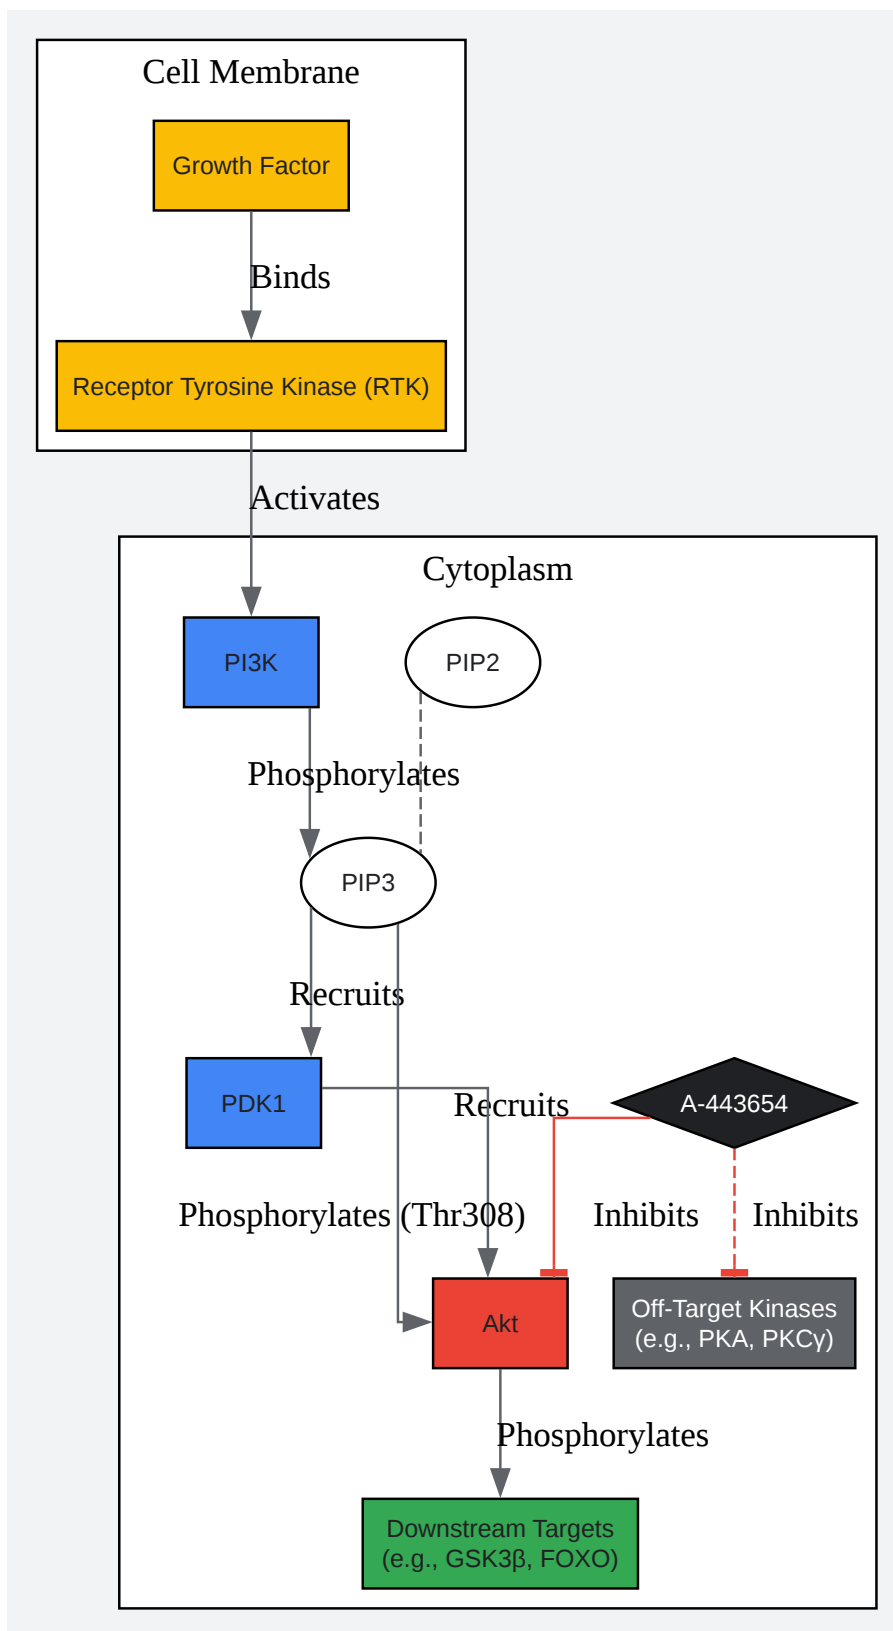 Cell Membrane
Growth Factor
Binds
Receptor Tyrosine Kinase (RTK)
Activates
Cytoplasm
PI3K
PIP2
Phosphorylates
PIP3
Recruits
PDK1
Recruits
A-443654
Phosphorylates (Thr308)
Inhibits
Inhibits
Akt
Off-Target Kinases
(e.g., PKA, PKCγ)
Phosphorylates
Downstream Targets
(e.g., GSK3β, FOXO)